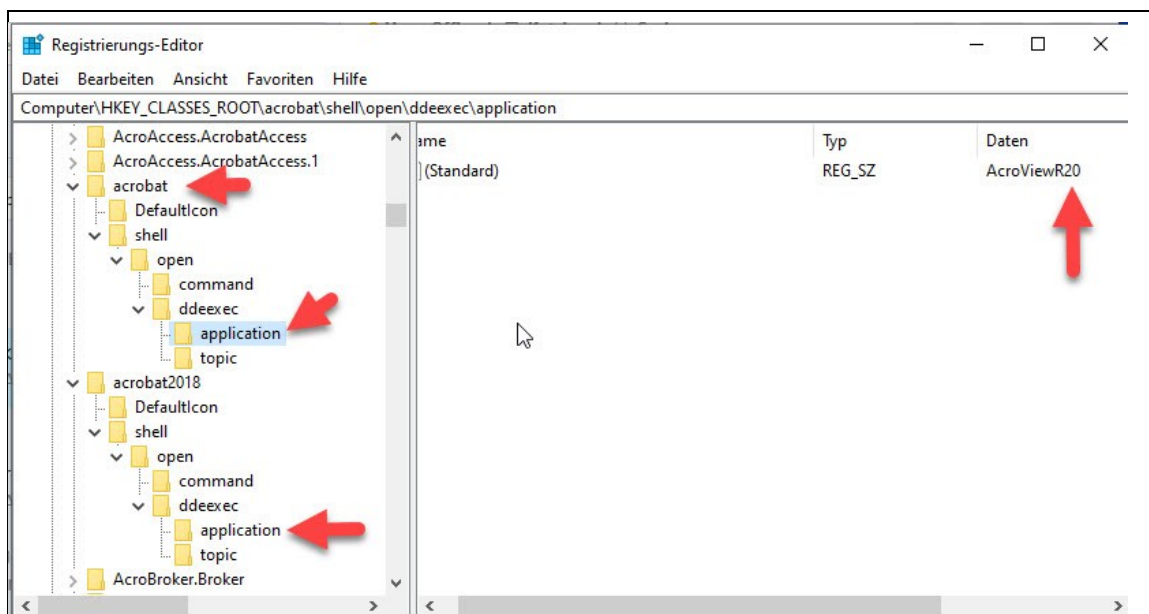 Registrierungs-Editor
Datei Bearbeiten Ansicht Favoriten Hilfe
Computer\HKEY_CLASSES_ROOT\acrobat\shell\open\ddeexec\application
AcroAccess.AcrobatAccess
AcroAccess.AcrobatAccess.1
acrobat
DefaultIcon
shell
open
command
ddeexec
application
topic
acrobat2018
DefaultIcon
shell
open
command
ddeexec
application
topic
AcroBroker.Broker
ame Typ Daten
(Standard) REG_SZ AcroViewR20